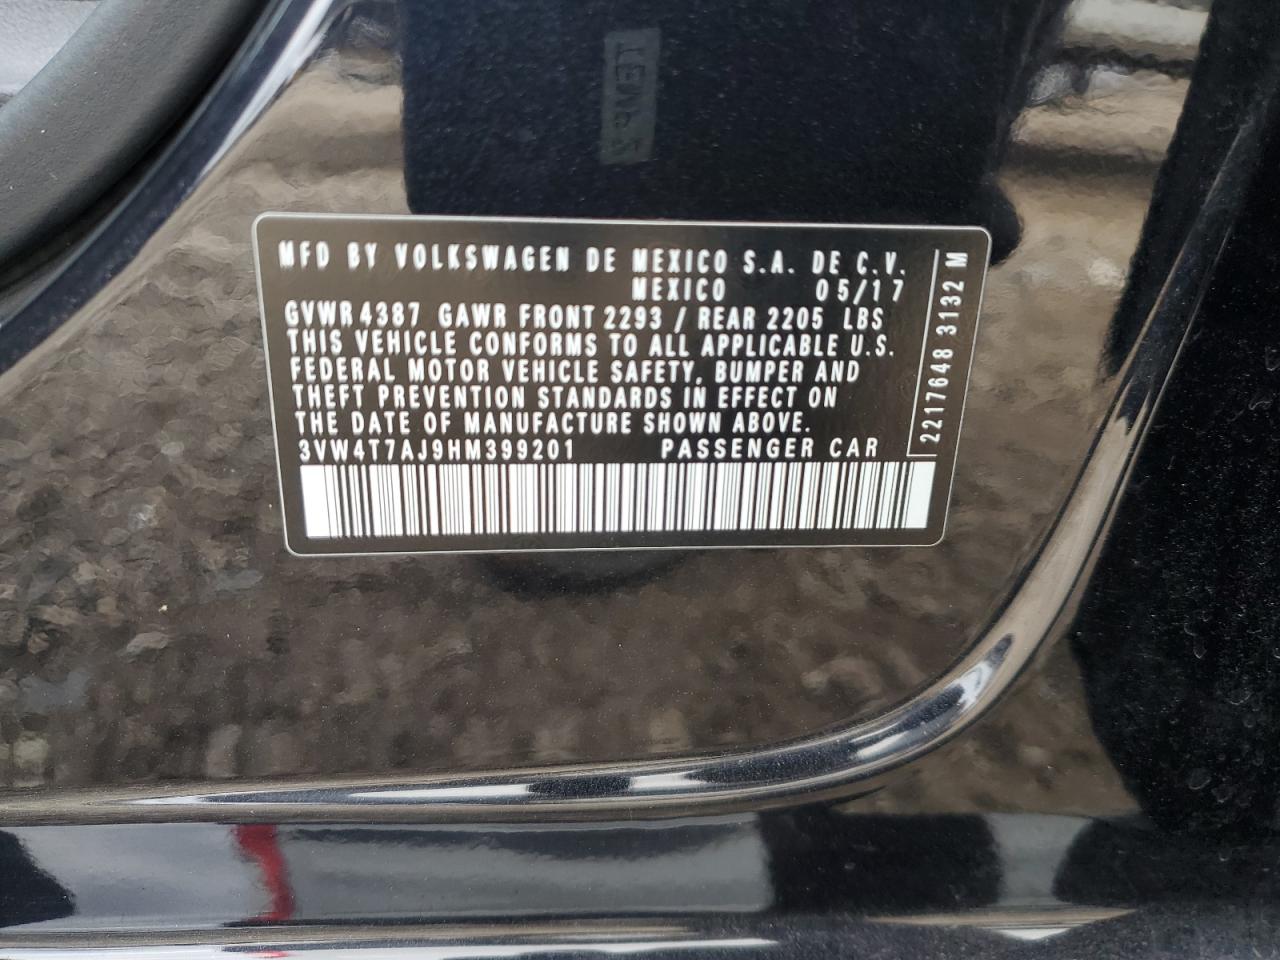 MFD BY VOLKSWAGEN DE MEXICO S.A. DE C.V.
MEXICO 05/17
GVWR 4387 GAWR FRONT 2293 / REAR 2205 LBS
THIS VEHICLE CONFORMS TO ALL APPLICABLE U.S.
FEDERAL MOTOR VEHICLE SAFETY, BUMPER AND
THEFT PREVENTION STANDARDS IN EFFECT ON
THE DATE OF MANUFACTURE SHOWN ABOVE.
3VW4T7AJ9HM399201 PASSENGER CAR
2217648 3132 M